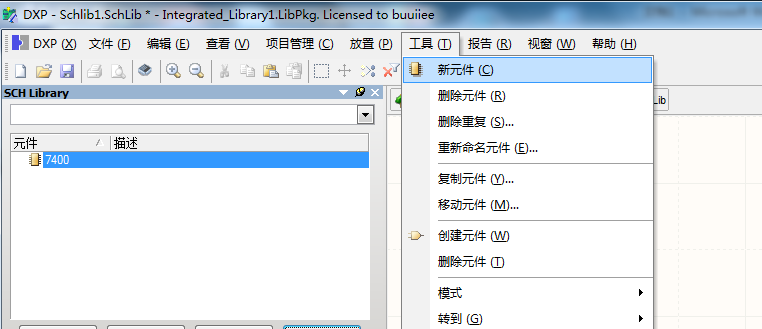 DXP - Schlib1.SchLib * - Integrated_Library1.LibPkg. Licensed to buuiiee
DXP (X) 文件 (F) 编辑 (E) 查看 (V) 项目管理 (C) 放置 (P) 工具 (T) 报告 (R) 视窗 (W) 帮助 (H)
SCH Library
元件 / 描述
7400
新元件 (C)
删除元件 (R)
Lib
删除重复 (S)...
重新命名元件 (E)...
复制元件 (Y)...
移动元件 (M)...
创建元件 (W)
删除元件 (T)
模式
转到 (G)